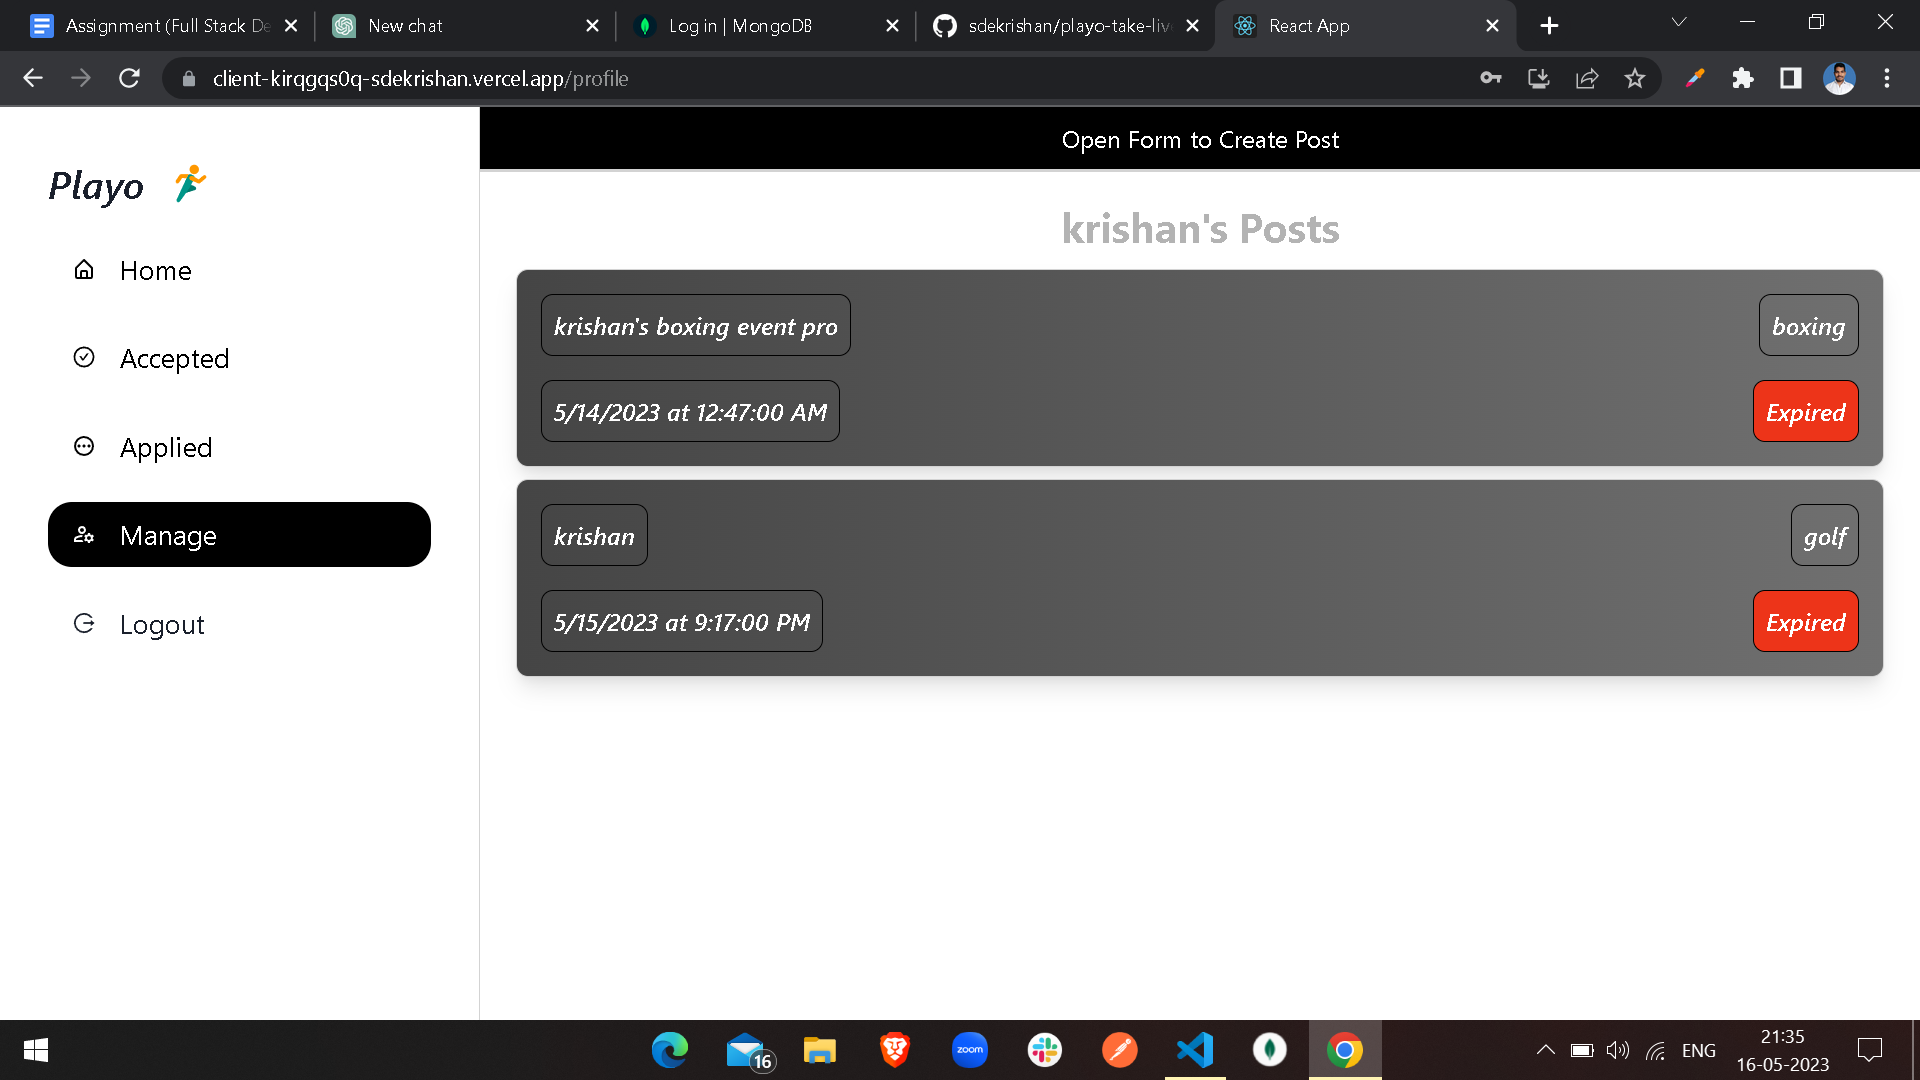 Assignment (Full Stack De
New chat
Log in | MongoDB
sdekrishan/playo-take-live
React App
client-kirqgqs0q-sdekrishan.vercel.app/profile
Open Form to Create Post
Playo
Home
Accepted
Applied
Manage
Logout
krishan's Posts
krishan's boxing event pro
boxing
5/14/2023 at 12:47:00 AM
Expired
krishan
golf
5/15/2023 at 9:17:00 PM
Expired
16
zoom
ENG
21:35
16-05-2023